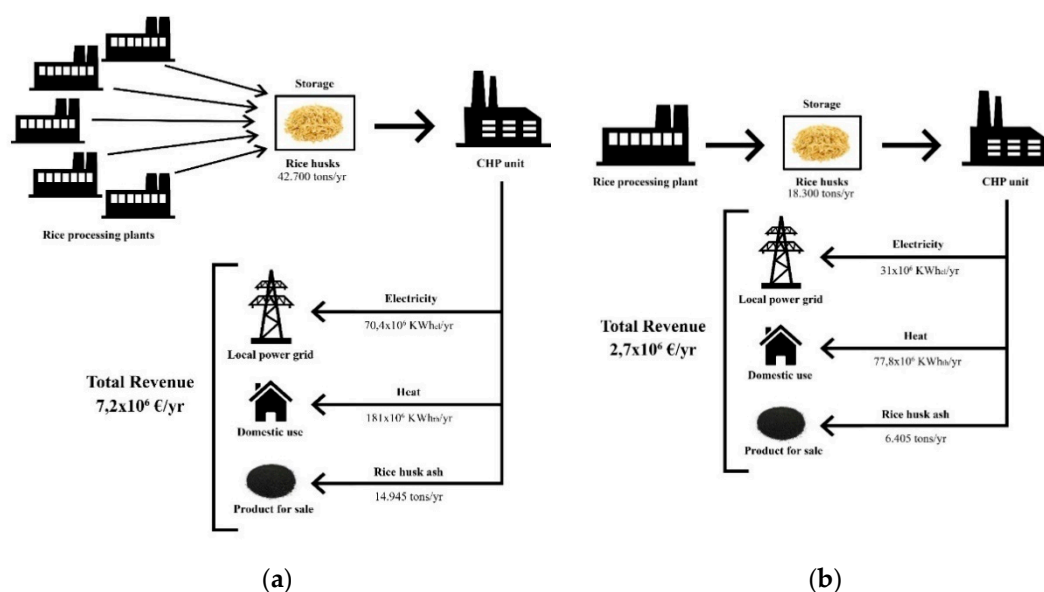 Storage
Rice husks
42.700 tons/yr
CHP unit
Rice processing plants
Electricity
70,4x10⁶ KWhel/yr
Local power grid
Heat
181x10⁶ KWhth/yr
Domestic use
Rice husk ash
14.945 tons/yr
Product for sale
Total Revenue
7,2x10⁶ €/yr
(a)
Storage
Rice husks
18.300 tons/yr
Rice processing plant
CHP unit
Electricity
31x10⁶ KWhel/yr
Local power grid
Heat
77,8x10⁶ KWhth/yr
Domestic use
Rice husk ash
6.405 tons/yr
Product for sale
Total Revenue
2,7x10⁶ €/yr
(b)